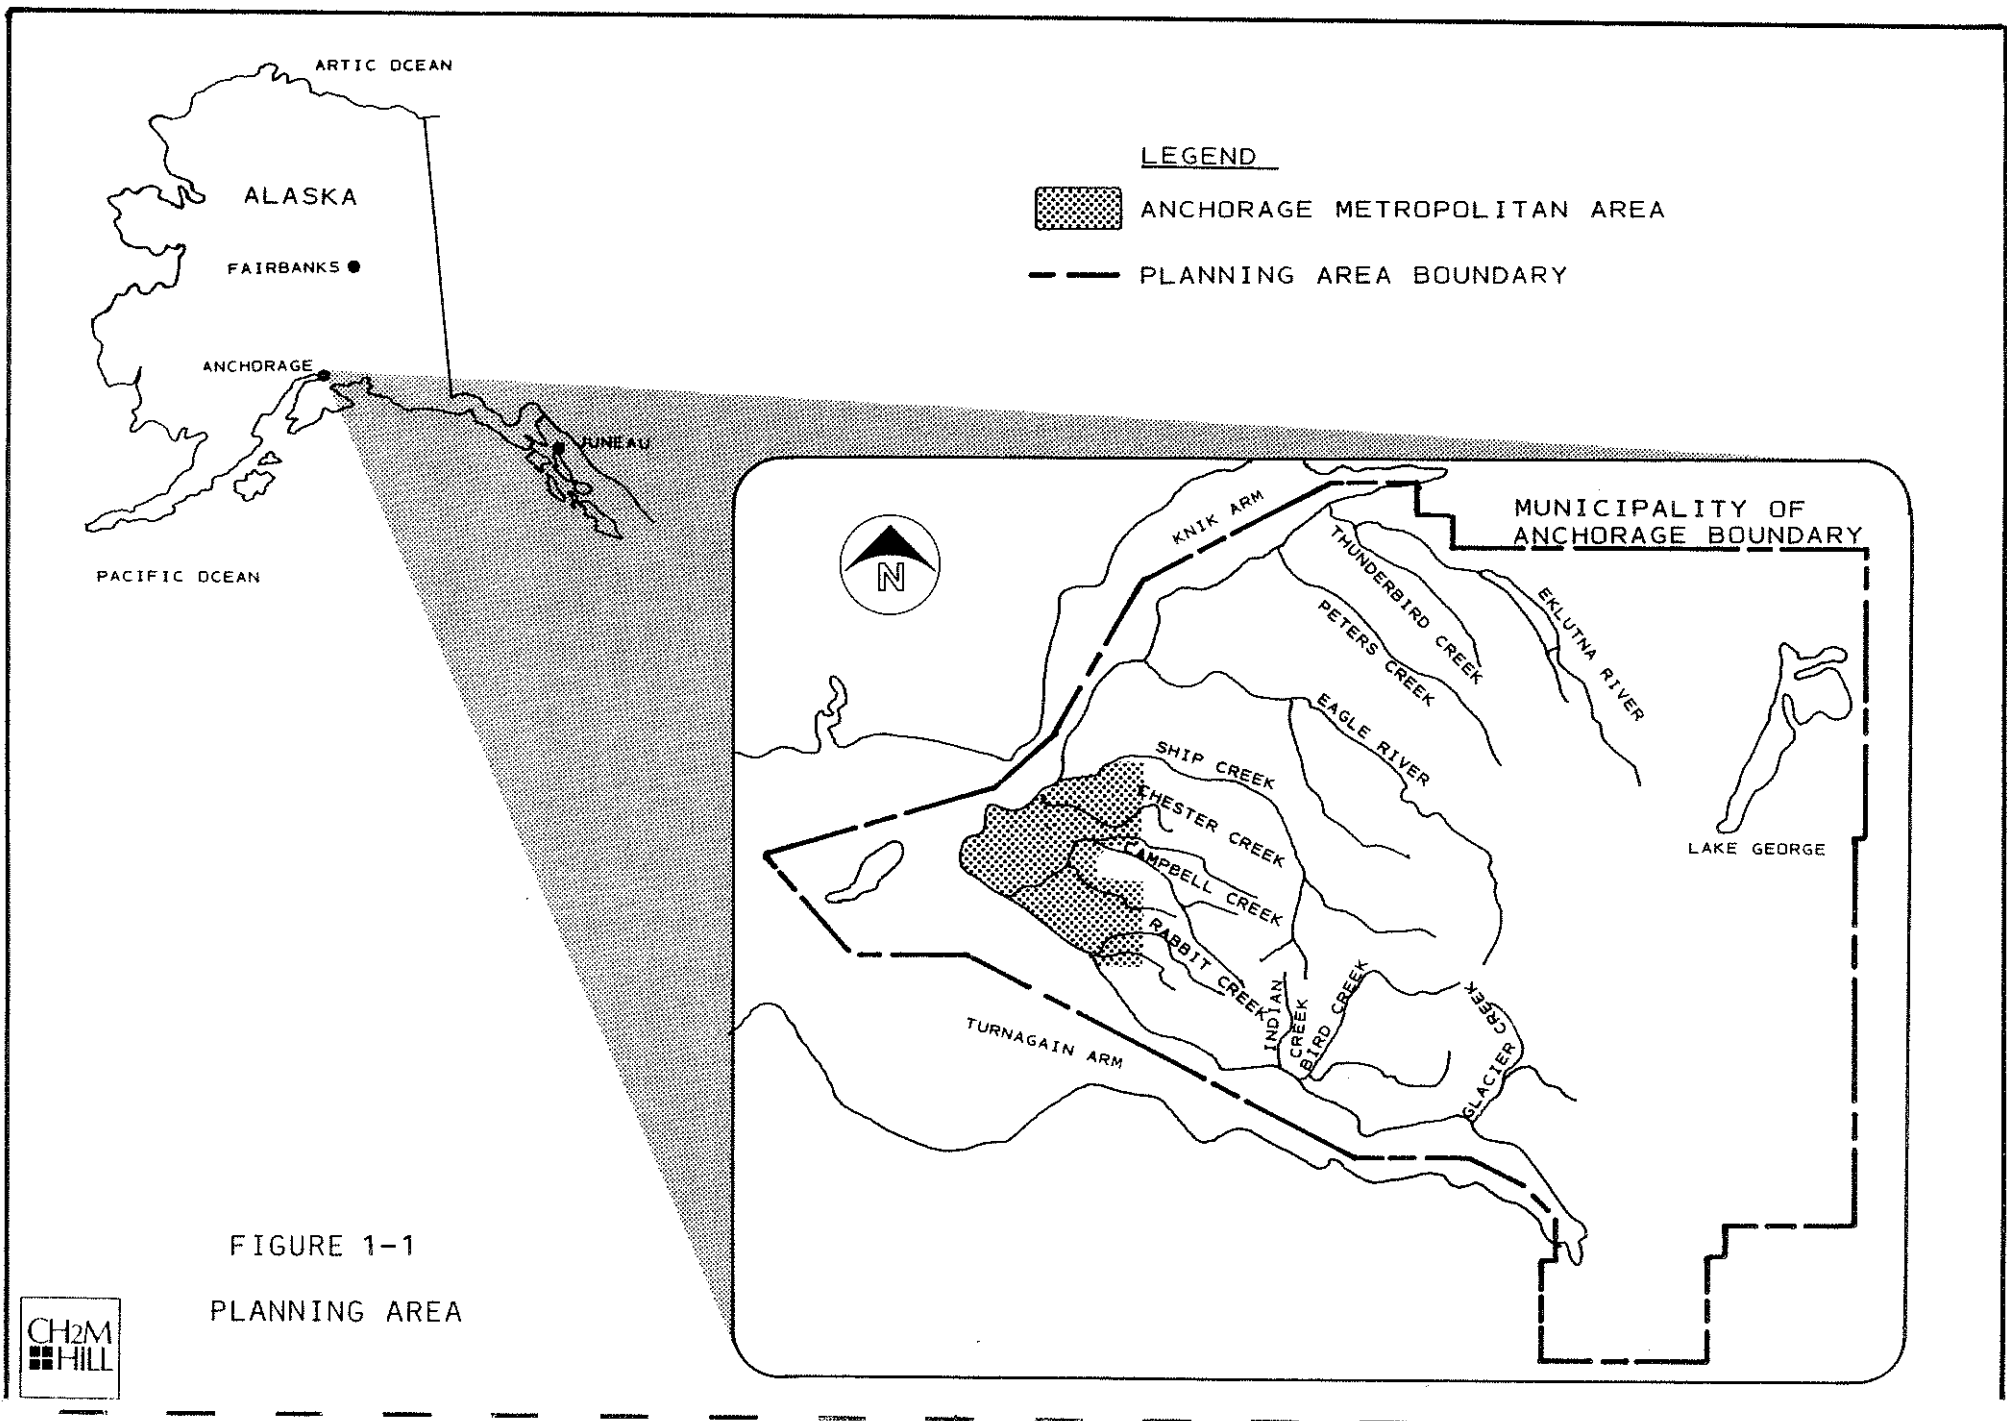 ARTIC OCEAN
ALASKA
FAIRBANKS
ANCHORAGE
JUNEAU
PACIFIC OCEAN
LEGEND
ANCHORAGE METROPOLITAN AREA
PLANNING AREA BOUNDARY
MUNICIPALITY OF
ANCHORAGE BOUNDARY
N
KNIK ARM
THUNDERBIRD CREEK
PETERS CREEK
EKLUTNA RIVER
EAGLE RIVER
SHIP CREEK
CHESTER CREEK
CAMPBELL CREEK
RABBIT CREEK
INDIAN
CREEK
BIRD CREEK
GLACIER CREEK
LAKE GEORGE
TURNAGAIN ARM
FIGURE 1-1
PLANNING AREA
CH2M
HILL